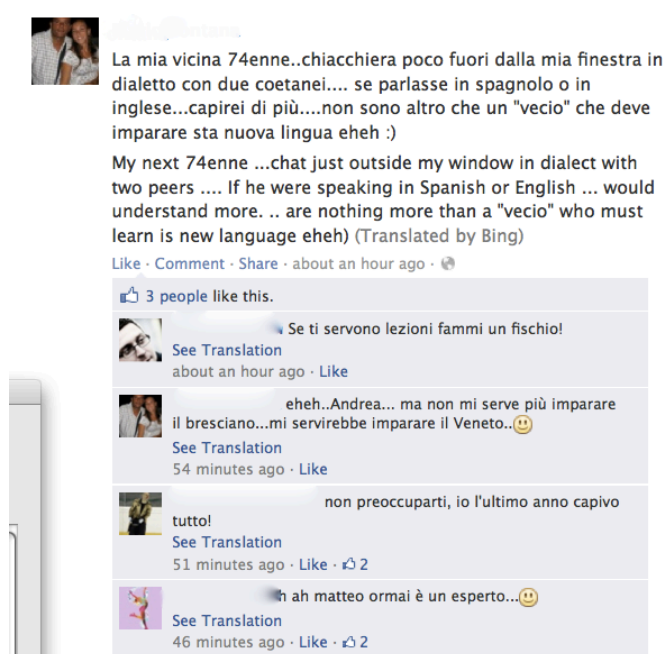 La mia vicina 74enne..chiacchiera poco fuori dalla mia finestra in
dialetto con due coetanei.... se parlasse in spagnolo o in
inglese...capirei di più....non sono altro che un "vecio" che deve
imparare sta nuova lingua eheh :)
My next 74enne ...chat just outside my window in dialect with
two peers .... If he were speaking in Spanish or English ... would
understand more. .. are nothing more than a "vecio" who must
learn is new language eheh) (Translated by Bing)
Like · Comment · Share · about an hour ago ·
3 people like this.
Se ti servono lezioni fammi un fischio!
See Translation
about an hour ago · Like
eheh..Andrea... ma non mi serve più imparare
il bresciano...mi servirebbe imparare il Veneto..
See Translation
54 minutes ago · Like
non preoccuparti, io l'ultimo anno capivo
tutto!
See Translation
51 minutes ago · Like · 2
h ah matteo ormai è un esperto...
See Translation
46 minutes ago · Like · 2